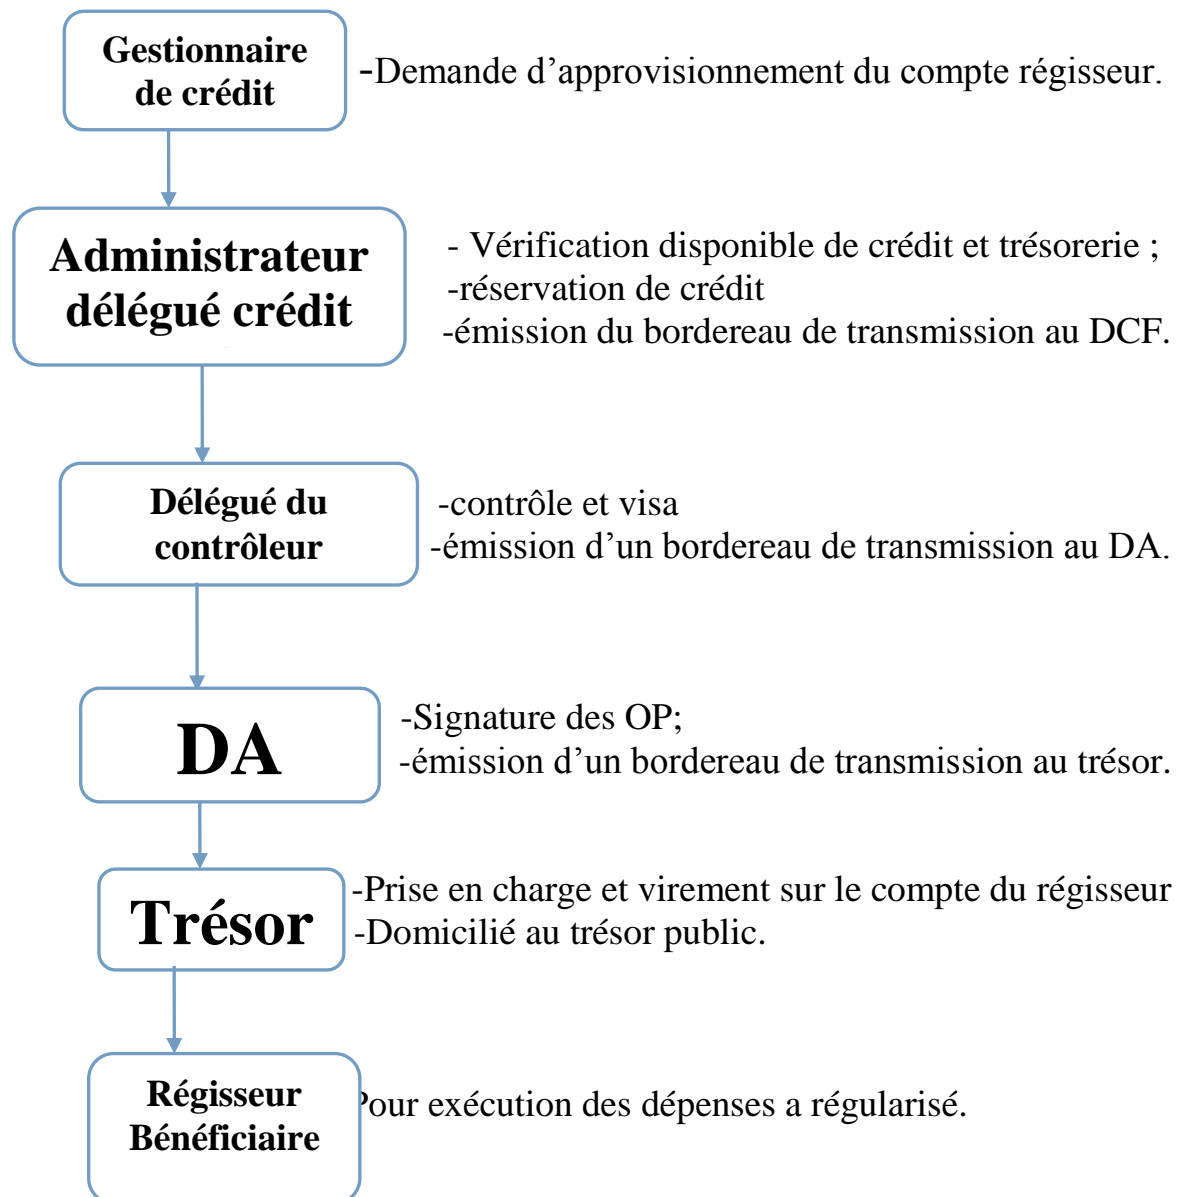 Gestionnaire
de crédit
-Demande d’approvisionnement du compte régisseur.
Administrateur
délégué crédit
- Vérification disponible de crédit et trésorerie ;
-réservation de crédit
-émission du bordereau de transmission au DCF.
Délégué du
contrôleur
-contrôle et visa
-émission d’un bordereau de transmission au DA.
DA
-Signature des OP;
-émission d’un bordereau de transmission au trésor.
Trésor
-Prise en charge et virement sur le compte du régisseur
-Domicilié au trésor public.
Régisseur
Bénéficiaire
Pour exécution des dépenses a régularisé.